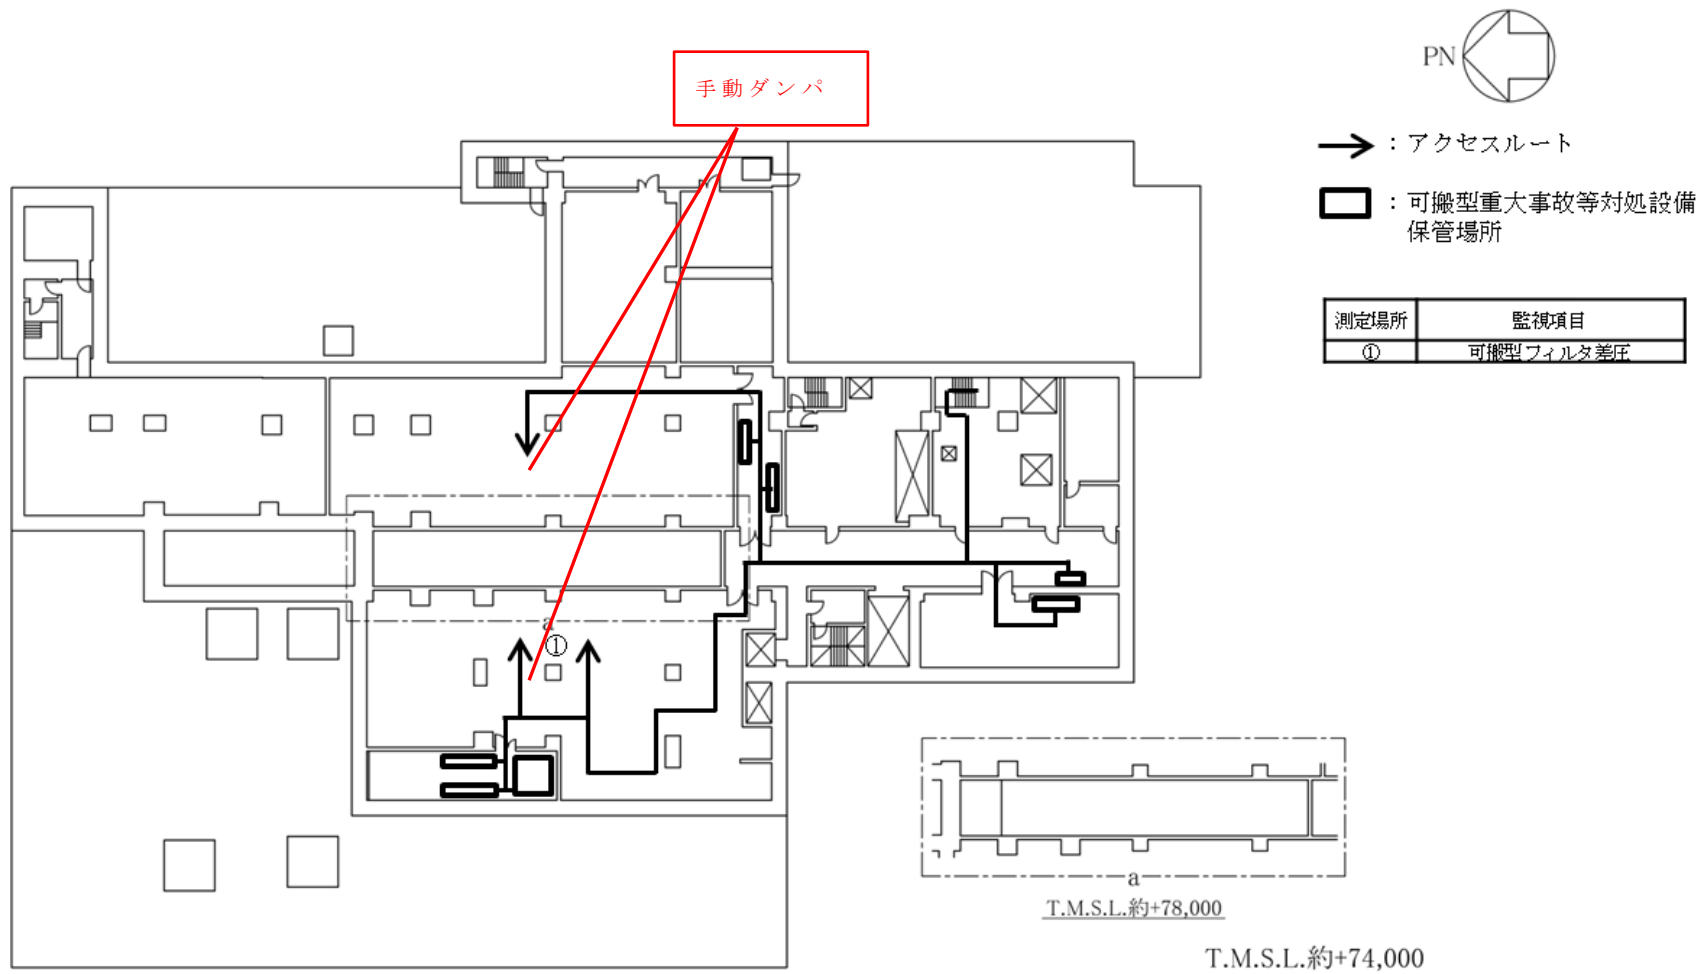 PN
手動ダンパ
：アクセスルート
：可搬型重大事故等対処設備
保管場所
測定場所 監視項目
① 可搬型フィルタ差圧
a
①
a
T.M.S.L.約+78,000
T.M.S.L.約+74,000